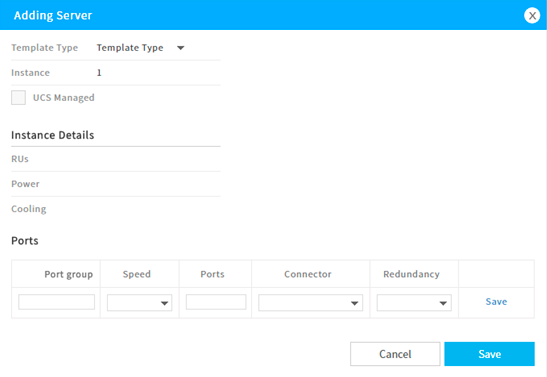 Adding Server
X
Template Type Template Type
Instance 1
UCS Managed
Instance Details
RUs
Power
Cooling
Ports
Port group Speed Ports Connector Redundancy
Save
Cancel Save